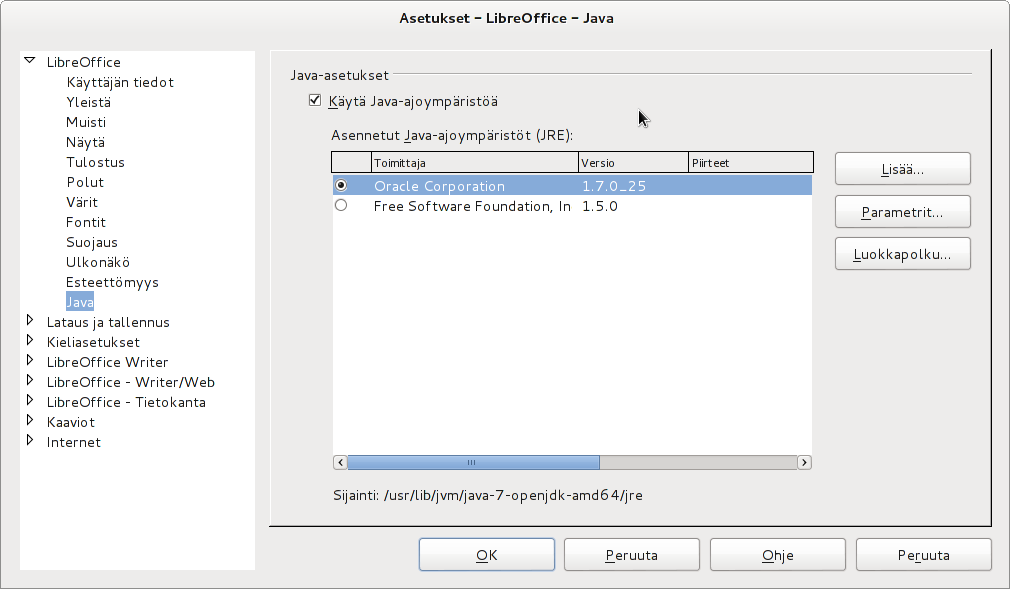 Asetukset – LibreOffice – Java
LibreOffice
Käyttäjän tiedot
Yleistä
Muisti
Näytä
Tulostus
Polut
Värit
Fontit
Suojaus
Ulkonäkö
Esteettömyys
Java
Lataus ja tallennus
Kieliasetukset
LibreOffice Writer
LibreOffice - Writer/Web
LibreOffice - Tietokanta
Kaaviot
Internet
Java-asetukset
Käytä Java-ajoympäristöä
Asennetut Java-ajoympäristöt (JRE):
Toimittaja Versio Piirteet
Oracle Corporation 1.7.0_25
Free Software Foundation, In 1.5.0
Sijainti: /usr/lib/jvm/java-7-openjdk-amd64/jre
Lisää...
Parametrit...
Luokkapolku...
OK Peruuta Ohje Peruuta